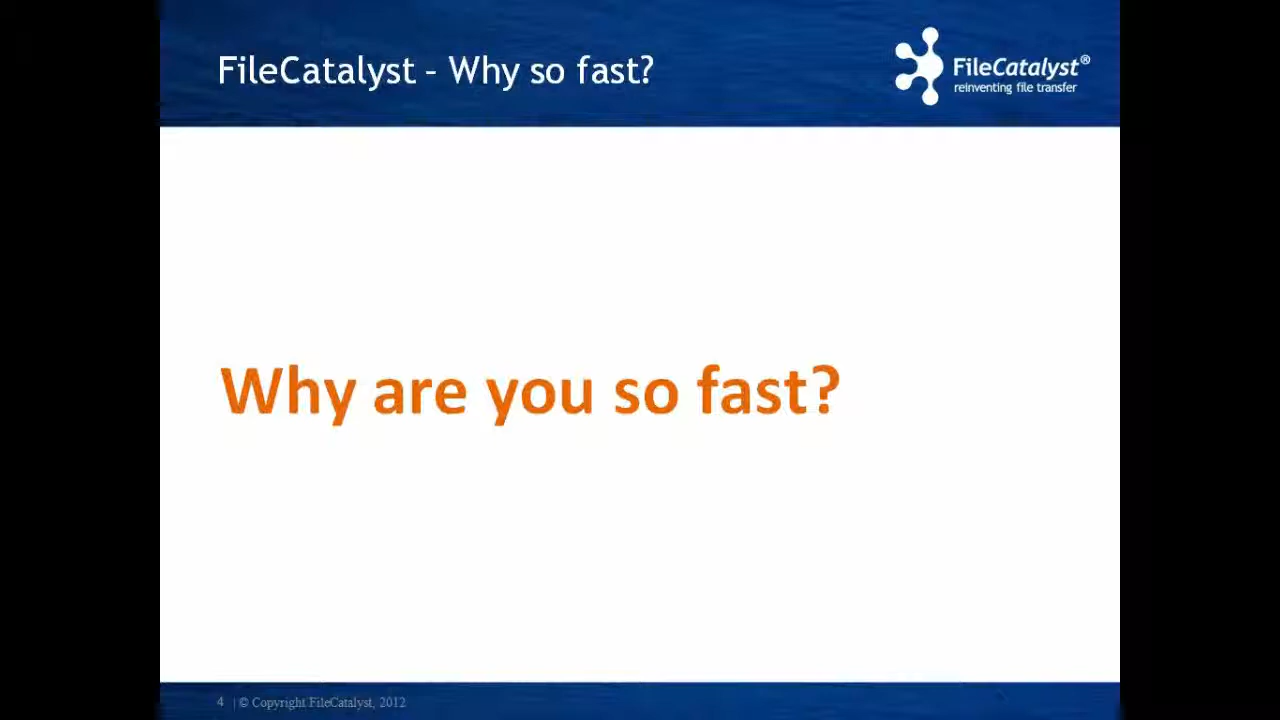 FileCatalyst - Why so fast?
FileCatalyst®
reinventing file transfer
Why are you so fast?
4 | © Copyright FileCatalyst, 2012